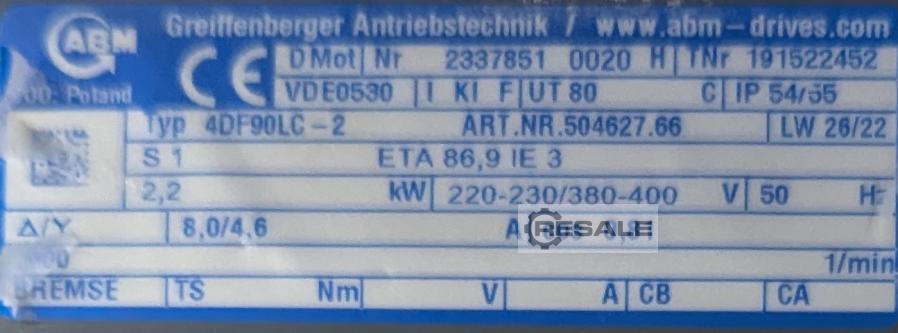 ABM Greiffenberger Antriebstechnik / www.abm-drives.com
CE D Mot Nr 2337851 0020 H TNr 191522452
Poland VDE0530 I KI F UT 80 C IP 54/55
Typ 4DF90LC-2 ART.NR.504627.66 LW 26/22
S 1 ETA 86,9 IE 3
2,2 kW 220-230/380-400 V 50
Δ/Y 8,0/4,6 A
RESALE
1/min
BREMSE TS Nm V A CB CA